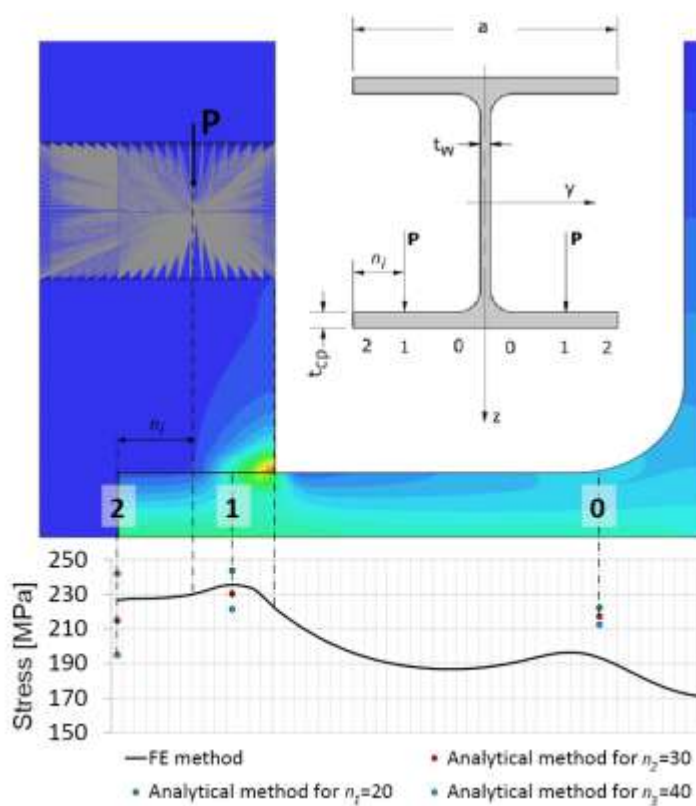 a
P
t_w
y
P
P
n_i
t_cp
2 1 0 0 1 2
z
n_i
2
1
0
250
230
210
190
170
150
Stress [MPa]
FE method
Analytical method for n_2=30
Analytical method for n_1=20
Analytical method for n_2=40